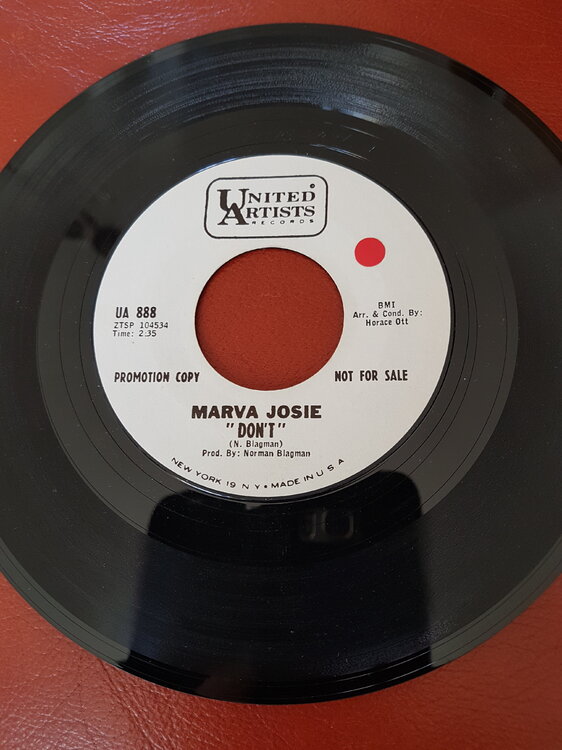 UNITED
ARTISTS
RECORDS
UA 888
ZTSP 104534
Time: 2:35
BMI
Arr. & Cond. By:
Horace Ott
PROMOTION COPY
NOT FOR SALE
MARVA JOSIE
"DON'T"
(N. Blagman)
Prod. By: Norman Blagman
NEW YORK 19 N Y • MADE IN U S A